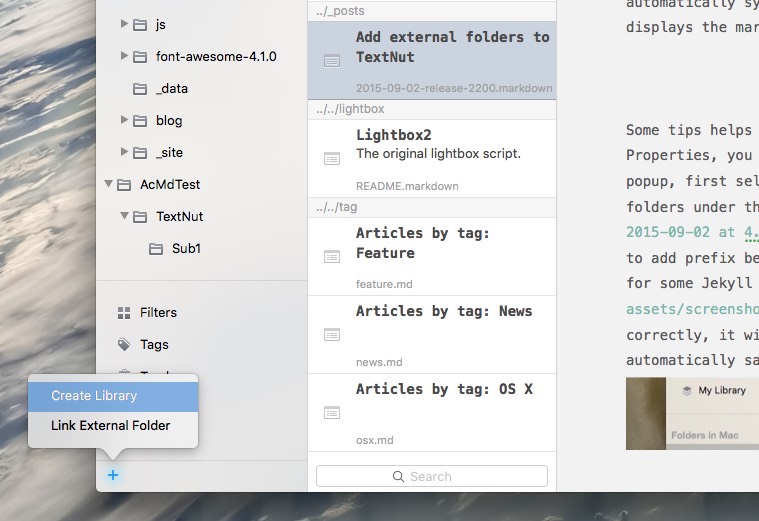 js
font-awesome-4.1.0
_data
blog
_site
AcMdTest
TextNut
Sub1
Filters
Tags
Create Library
Link External Folder
+
../_posts
Add external folders to
TextNut
2015-09-02-release-2200.markdown
../../lightbox
Lightbox2
The original lightbox script.
README.markdown
../../tag
Articles by tag:
Feature
feature.md
Articles by tag: News
news.md
Articles by tag: OS X
osx.md
Search
automatically sy
displays the mar
Some tips helps
Properties, you
popup, first sel
folders under th
2015-09-02 at 4.
to add prefix be
for some Jekyll
assets/screensho
correctly, it wi
automatically sa
My Library
Folders in Mac